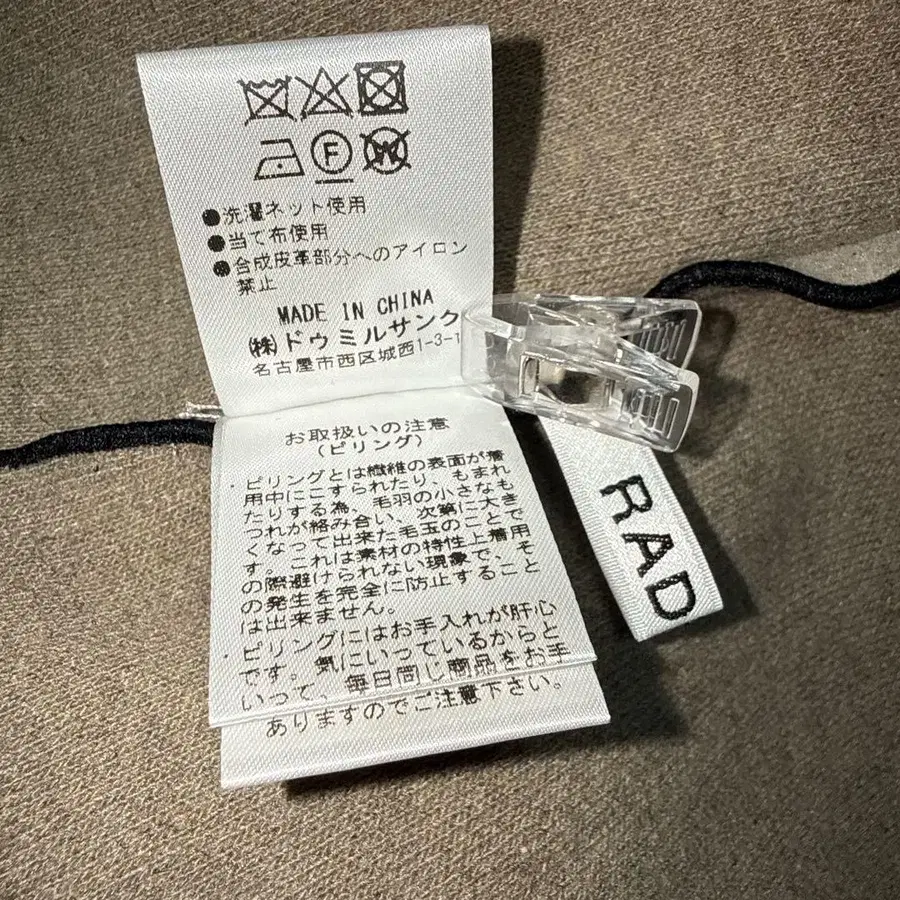 F
W
●洗濯ネット使用
●当て布使用
●合成皮革部分へのアイロン
禁止
MADE IN CHINA
㈱ドゥミルサンク
名古屋市西区城西1-3-1
お取扱いの注意
(ピリング)
・ピリングとは繊維の表面が着
用中にこすられたり、もまれ
たりする為、毛羽の小さなも
つれが絡み合い、次第に大き
くなって出来た毛玉のことで
す。これは素材の特性上着用
の際避けられない現象で、そ
の発生を完全に防止すること
は出来ません。
・ピリングにはお手入れが肝心
です。気にいっているからと
いって、毎日同じ商品をお手
ありますのでご注意下さい。
RAD